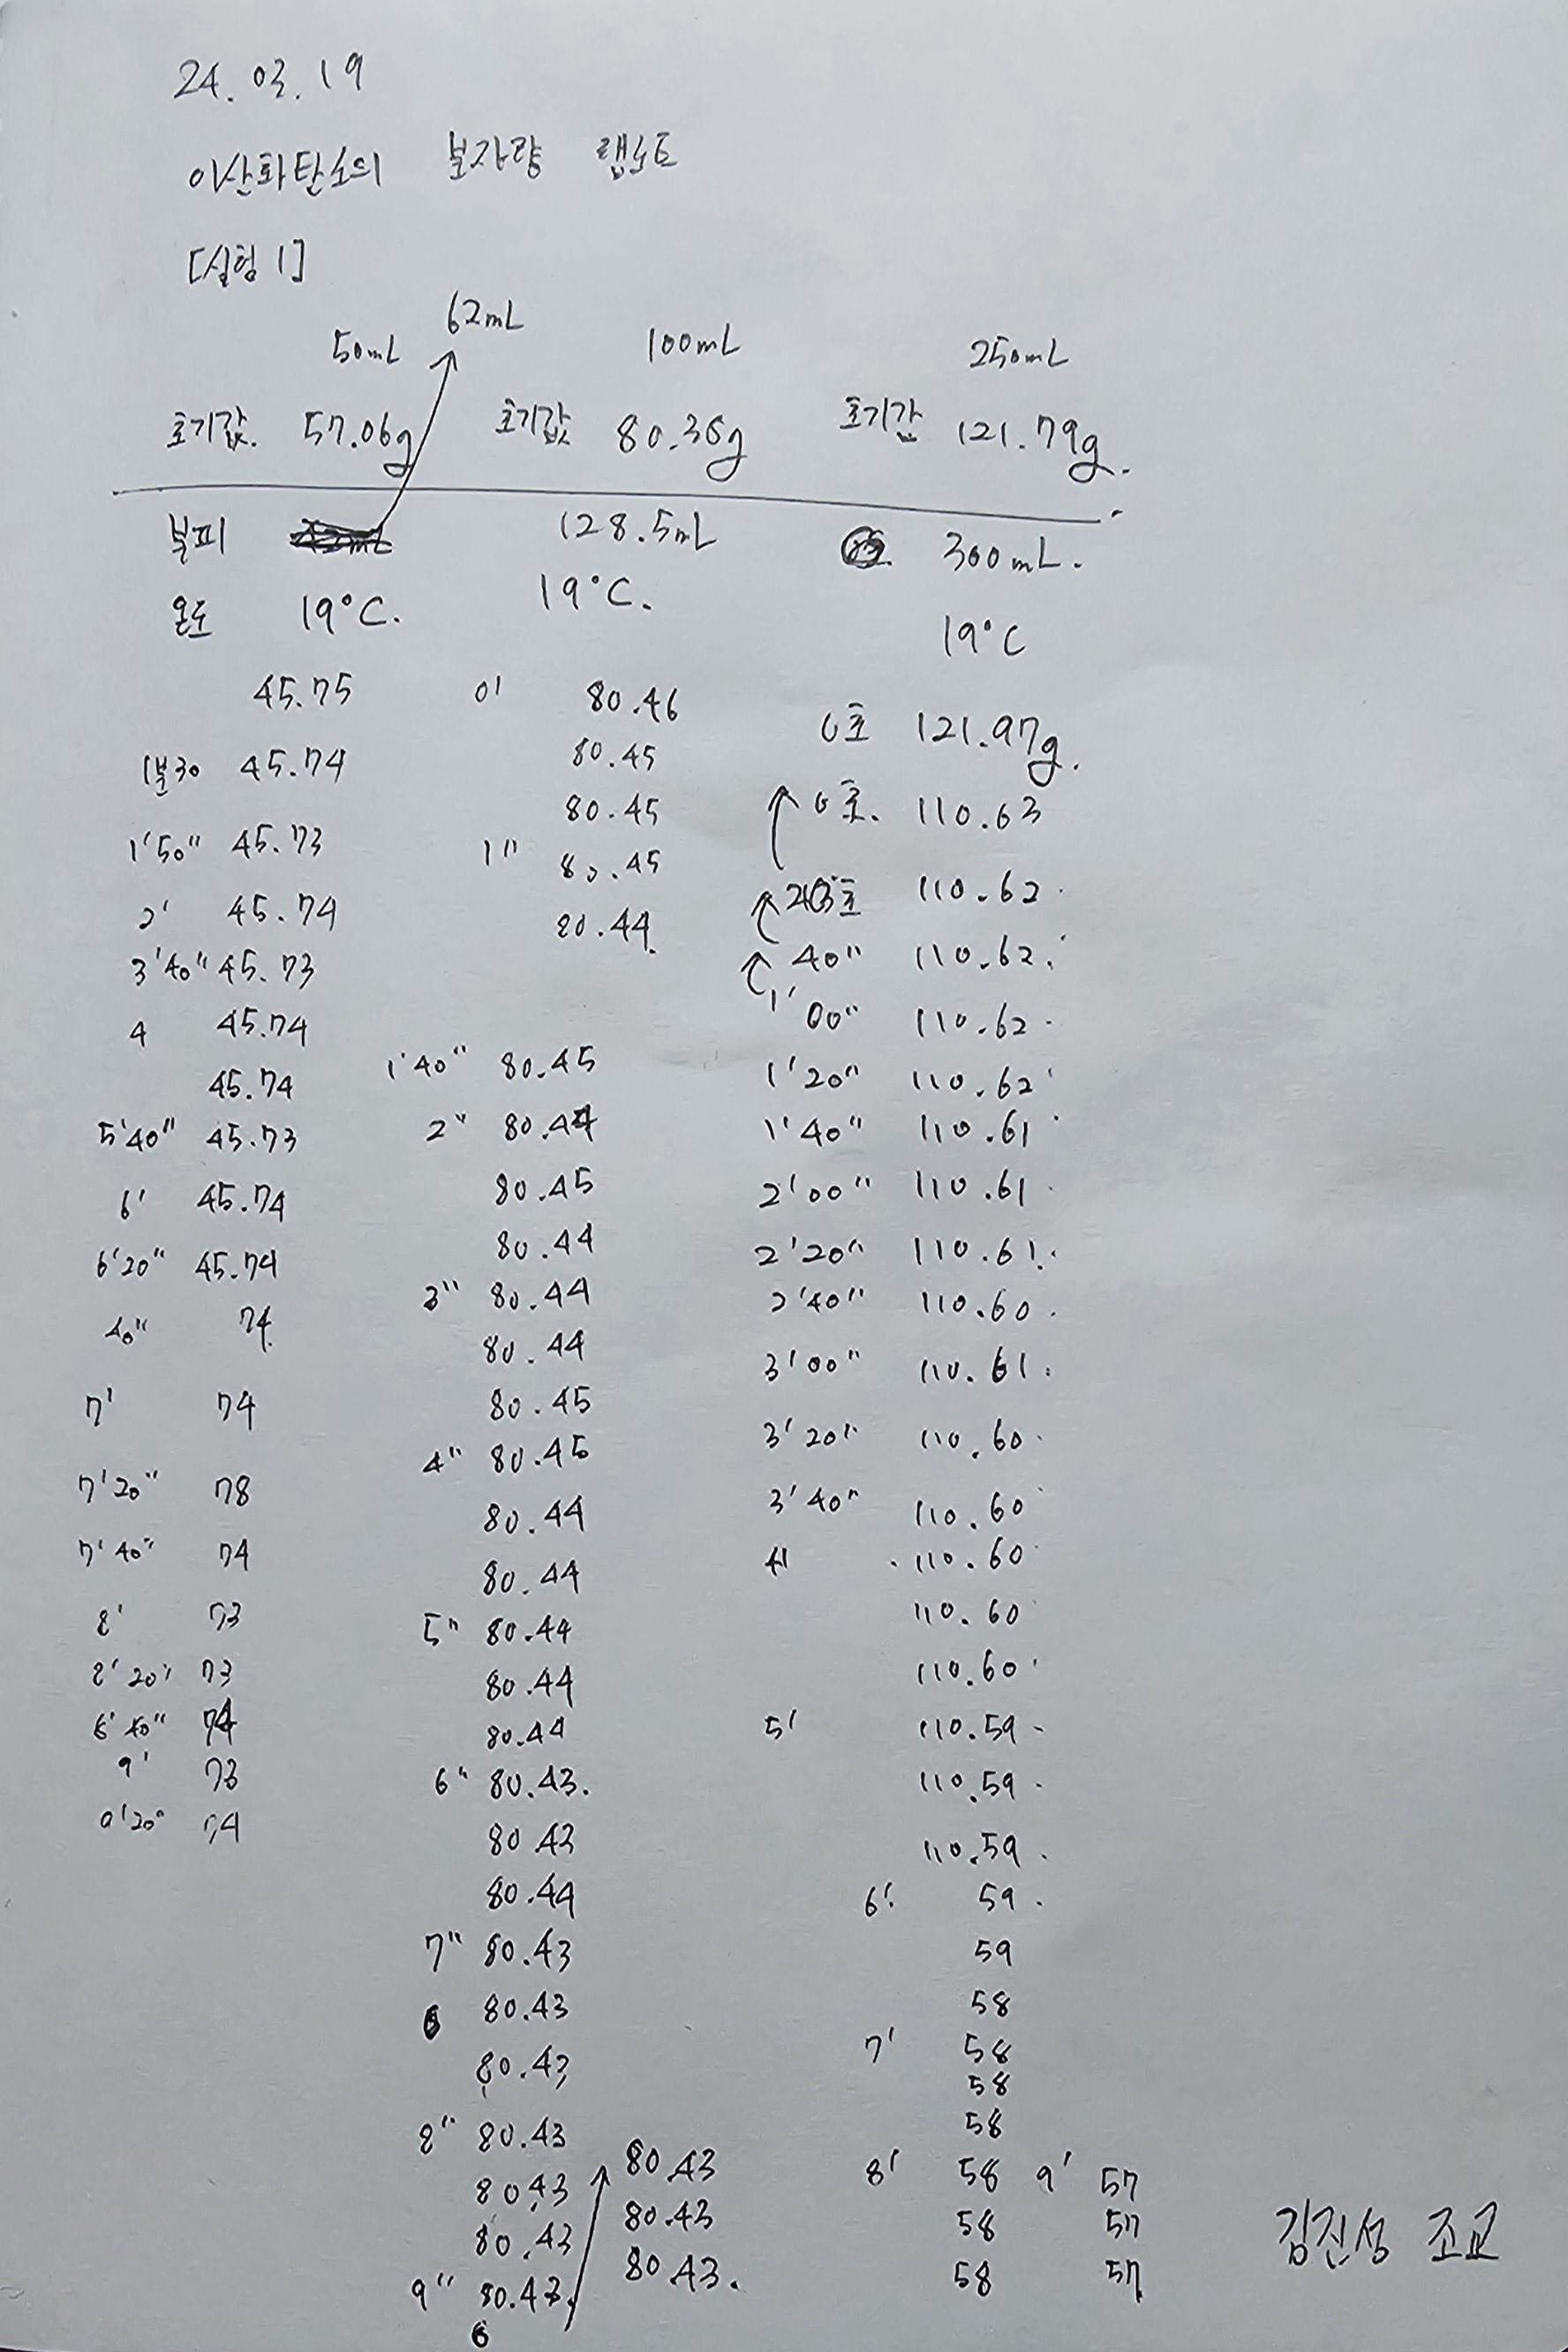 24. 03. 19
이산화탄소의 분자량 랩노트
[실험 1]
50mL 62mL 100mL 250mL
초기값. 57.06g 초기값 80.36g 초기값 121.79g.
부피 128.5mL 300mL.
온도 19°C. 19°C. 19°C
45.75 0' 80.46 0초 121.97g.
1분30 45.74 80.45 0초. 110.63
80.45
1'50" 45.73 1" 80.45 20초 110.62
2' 45.74 80.44 40" 110.62
3'40" 45.73 1'00" 110.62
4 45.74 1'40" 80.45 1'20" 110.62
45.74
5'40" 45.73 2" 80.44 1'40" 110.61
6' 45.74 80.45 2'00" 110.61
6'20" 45.74 80.44 2'20" 110.61
40" 74 3" 80.44 2'40" 110.60
80.44 3'00" 110.61
7' 74 80.45 3'20" 110.60
7'20" 78 4" 80.45 3'40" 110.60
80.44
7'40" 74 80.44 4' 110.60
8' 73 5" 80.44 110.60
8'20" 73 80.44 110.60
8'40" 74 80.44 5' 110.59
9' 73 6" 80.43. 110.59
9'20" 74 80.43 110.59
80.44 6' 59
7" 80.43 59
80.43 58
80.43 7' 58
58
8" 80.43 58
80.43 80.43 8' 58 9' 57
80.43 80.43 58 57
9" 80.43 80.43. 58 57
김진성 조교